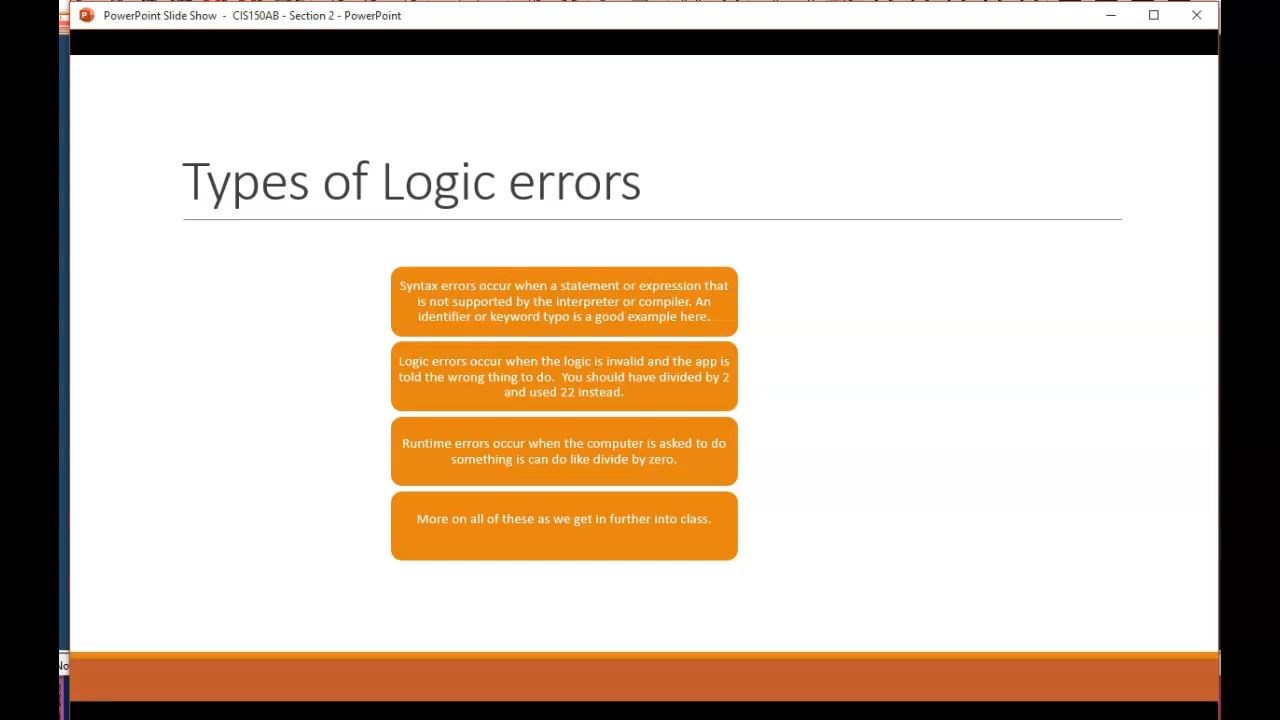 PowerPoint Slide Show - CIS150AB - Section 2 - PowerPoint
Types of Logic errors
Syntax errors occur when a statement or expression that
is not supported by the interpreter or compiler. An
identifier or keyword typo is a good example here.
Logic errors occur when the logic is invalid and the app is
told the wrong thing to do. You should have divided by 2
and used 22 instead.
Runtime errors occur when the computer is asked to do
something is can do like divide by zero.
More on all of these as we get in further into class.